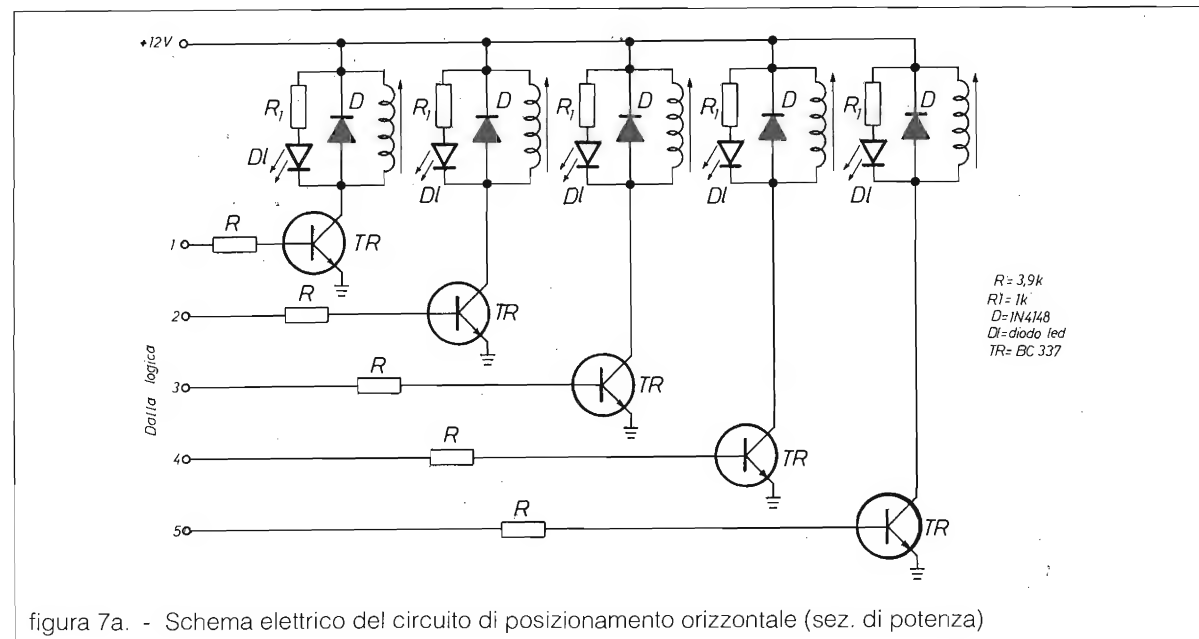 +12V
R1 D R1 D R1 D R1 D R1 D
Dl Dl Dl Dl Dl
1 R TR
2 R TR
3 R TR
4 R TR
5 R TR
Dalla logica
R= 3,9k
R1= 1k
D=1N4148
Dl=diodo led
TR= BC 337
figura 7a. - Schema elettrico del circuito di posizionamento orizzontale (sez. di potenza)